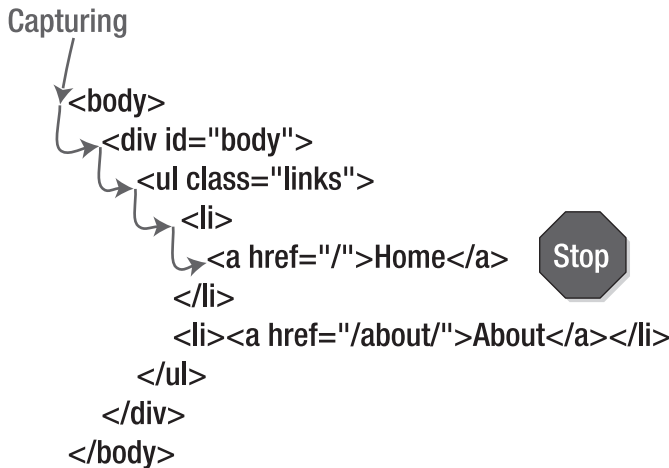 Capturing
<body>
<div id="body">
<ul class="links">
<li>
<a href="/">Home</a>
Stop
</li>
<li><a href="/about/">About</a></li>
</ul>
</div>
</body>